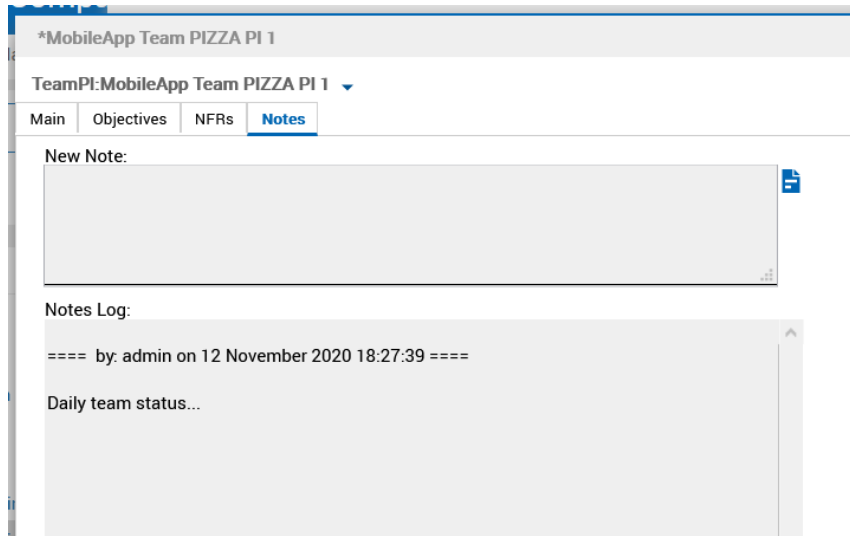 *MobileApp Team PIZZA PI 1
TeamPI:MobileApp Team PIZZA PI 1
Main Objectives NFRs Notes
New Note:
Notes Log:
==== by: admin on 12 November 2020 18:27:39 ====
Daily team status...